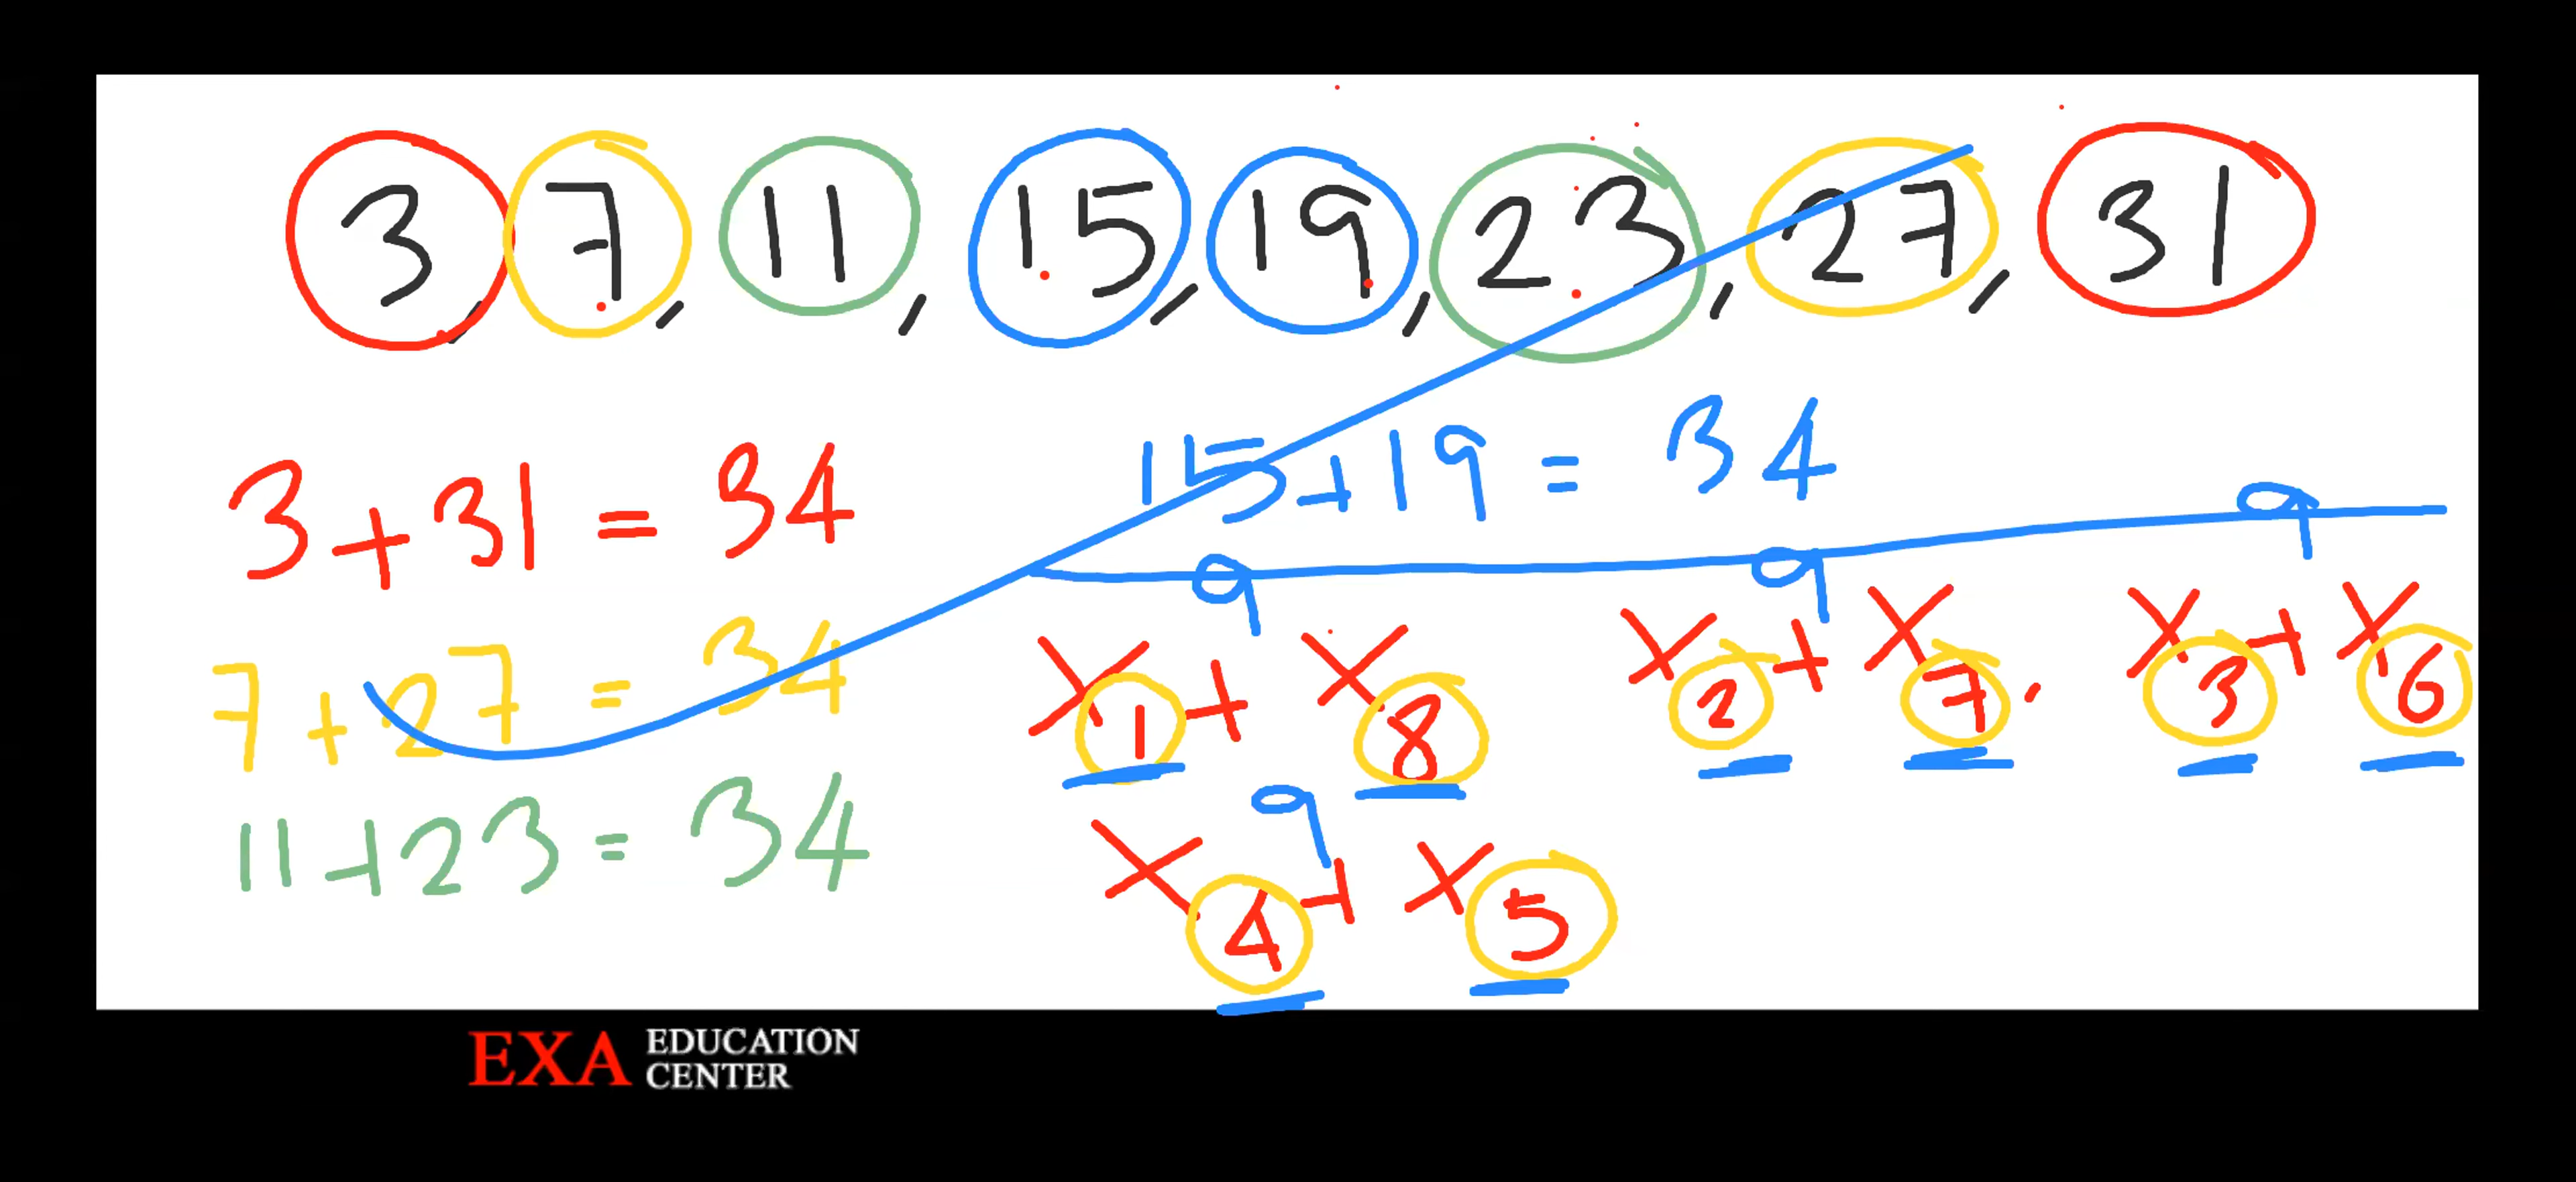 3, 7, 11, 15, 19, 23, 27, 31
3+31 = 34
15+19 = 34
7+27 = 34
11+23 = 34
9 9 9
X1 + X8 X2 + X7. X3 + X6
9
X4 + X5
EXA EDUCATION
CENTER